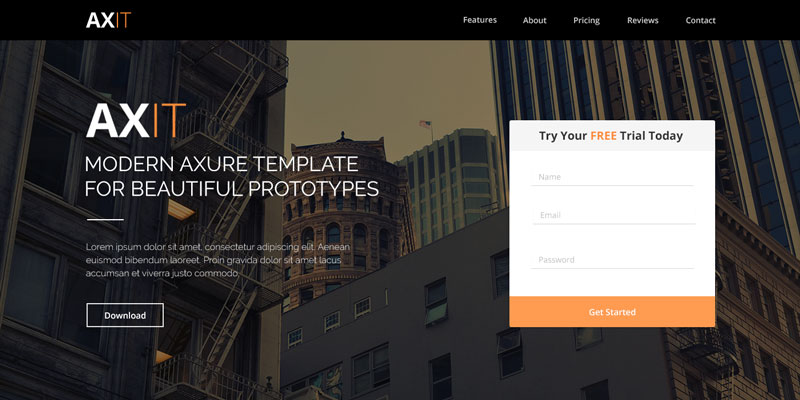 AXIT
Features
About
Pricing
Reviews
Contact
AXIT
MODERN AXURE TEMPLATE
FOR BEAUTIFUL PROTOTYPES
Lorem ipsum dolor sit amet, consectetur adipiscing elit. Aenean
euismod bibendum laoreet. Proin gravida dolor sit amet lacus
accumsan et viverra justo commodo.
Download
Try Your FREE Trial Today
Name
Email
Password
Get Started